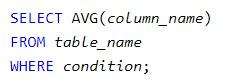 SELECT AVG(column_name)
FROM table_name
WHERE condition;